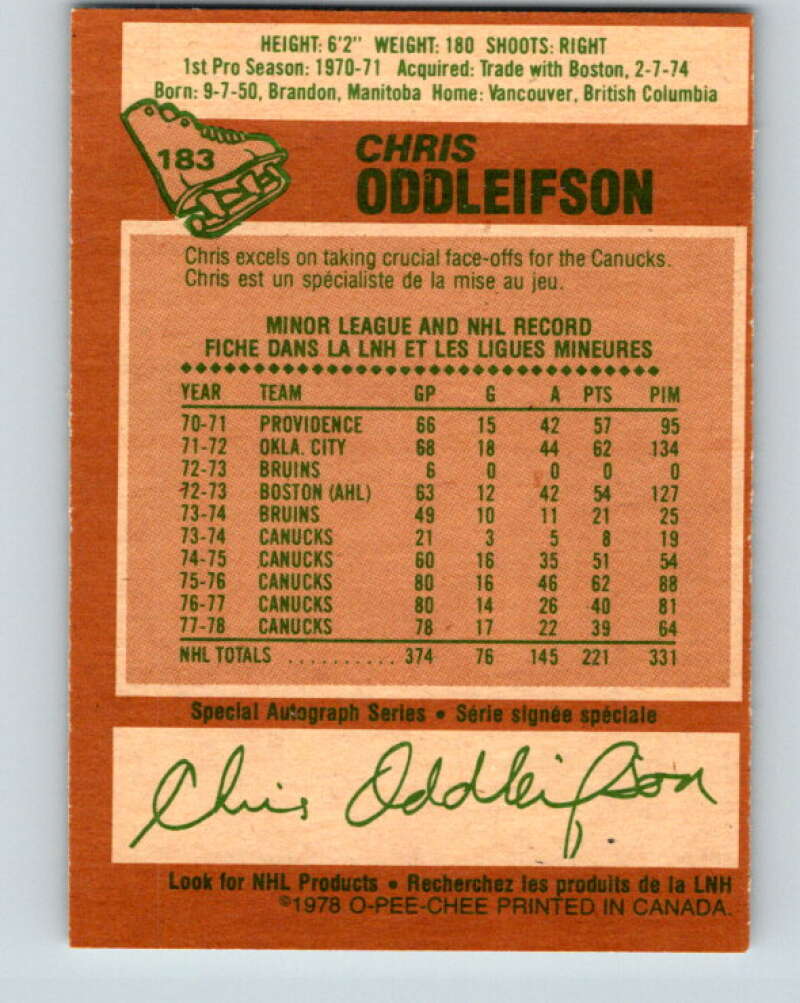 HEIGHT: 6'2" WEIGHT: 180 SHOOTS: RIGHT
1st Pro Season: 1970-71 Acquired: Trade with Boston, 2-7-74
Born: 9-7-50, Brandon, Manitoba Home: Vancouver, British Columbia
183
CHRIS
ODDLEIFSON
Chris excels on taking crucial face-offs for the Canucks.
Chris est un spécialiste de la mise au jeu.
MINOR LEAGUE AND NHL RECORD
FICHE DANS LA LNH ET LES LIGUES MINEURES
YEAR TEAM GP G A PTS PIM
70-71 PROVIDENCE 66 15 42 57 95
71-72 OKLA. CITY 68 18 44 62 134
72-73 BRUINS 6 0 0 0 0
72-73 BOSTON (AHL) 63 12 42 54 127
73-74 BRUINS 49 10 11 21 25
73-74 CANUCKS 21 3 5 8 19
74-75 CANUCKS 60 16 35 51 54
75-76 CANUCKS 80 16 46 62 88
76-77 CANUCKS 80 14 26 40 81
77-78 CANUCKS 78 17 22 39 64
NHL TOTALS .......... 374 76 145 221 331
Special Autograph Series • Série signée spéciale
Chris Oddleifson
Look for NHL Products • Recherchez les produits de la LNH
©1978 O-PEE-CHEE PRINTED IN CANADA.